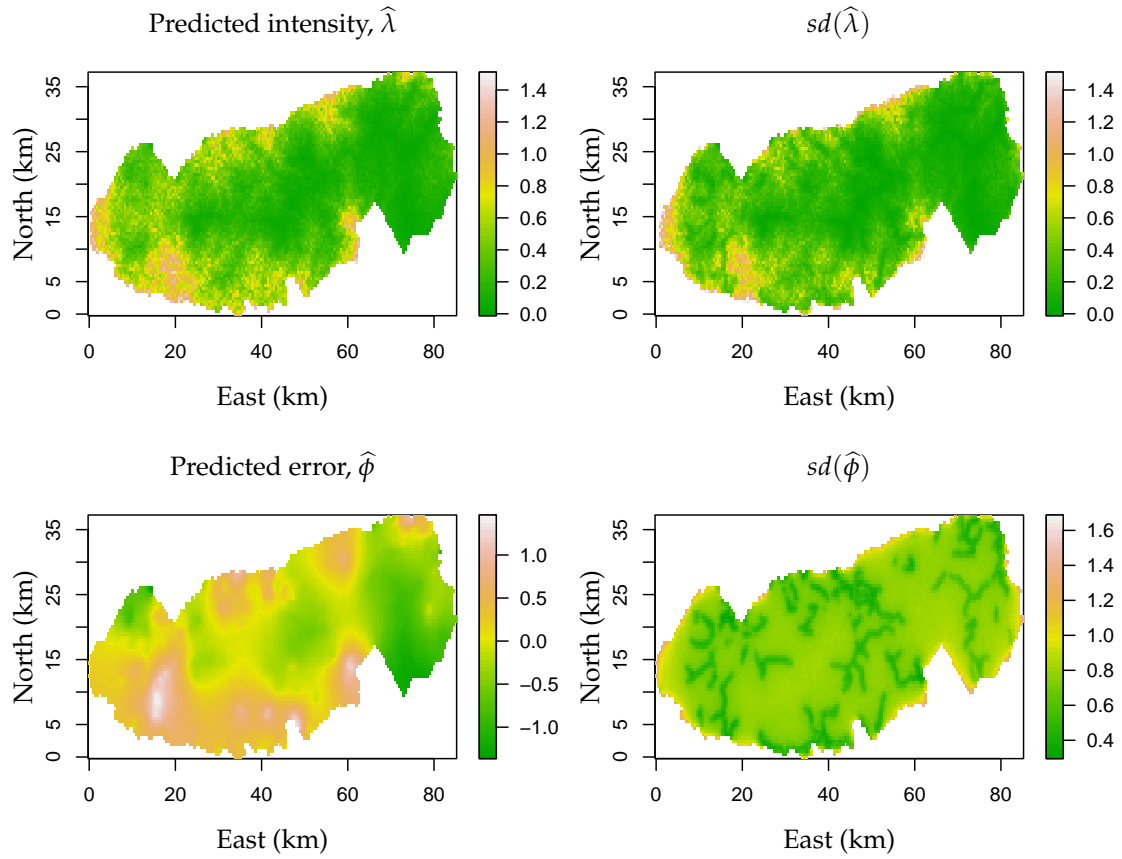 Predicted intensity, λ̂
sd(λ̂)
North (km)
0 5 15 25 35
0 20 40 60 80
East (km)
0.0 0.2 0.4 0.6 0.8 1.0 1.2 1.4
North (km)
0 5 15 25 35
0 20 40 60 80
East (km)
0.0 0.2 0.4 0.6 0.8 1.0 1.2 1.4
Predicted error, ϕ̂
sd(ϕ̂)
North (km)
0 5 15 25 35
0 20 40 60 80
East (km)
−1.0 −0.5 0.0 0.5 1.0
North (km)
0 5 15 25 35
0 20 40 60 80
East (km)
0.4 0.6 0.8 1.0 1.2 1.4 1.6